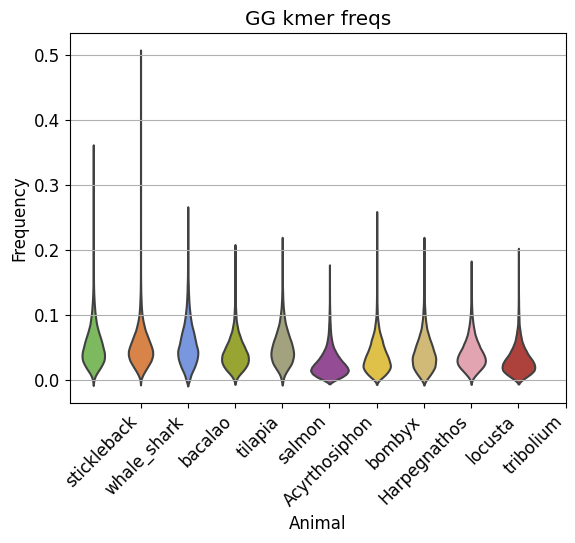 GG kmer freqs
Frequency
0.5
0.4
0.3
0.2
0.1
0.0
stickleback
whale_shark
bacalao
tilapia
salmon
Acyrthosiphon
bombyx
Harpegnathos
locusta
tribolium
Animal